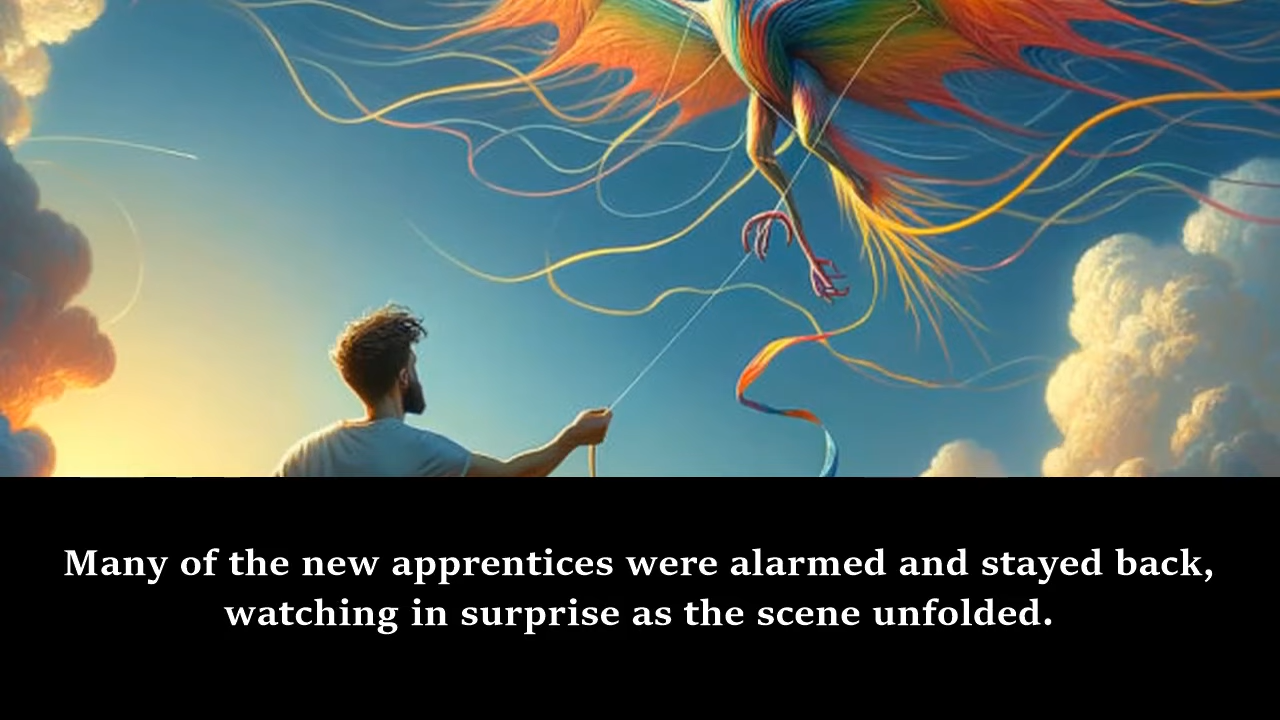 Many of the new apprentices were alarmed and stayed back,
watching in surprise as the scene unfolded.